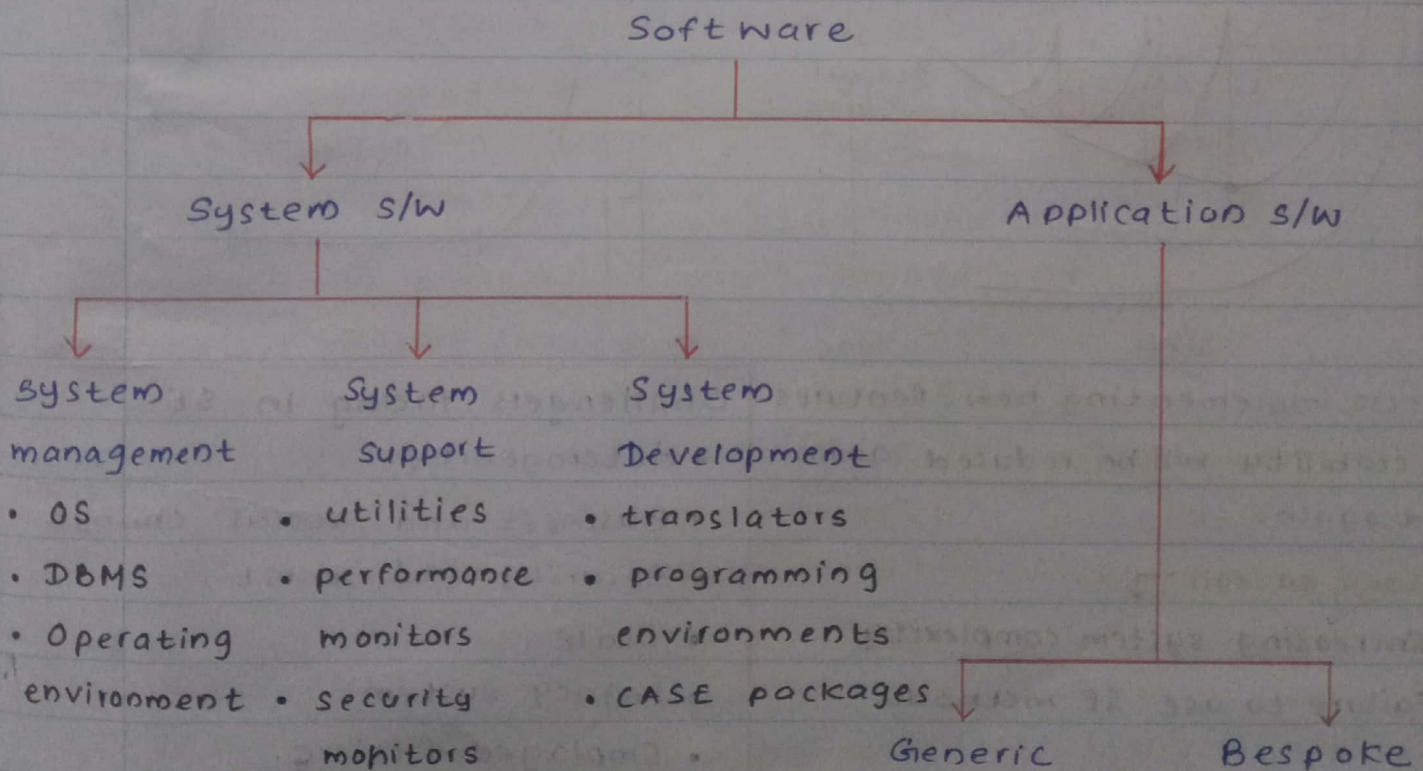 Software
System s/w
Application s/w
System management
System support
System Development
• OS
• DBMS
• Operating environment
• utilities
• performance monitors
• security monitors
• translators
• programming environments
• CASE packages
Generic
Bespoke